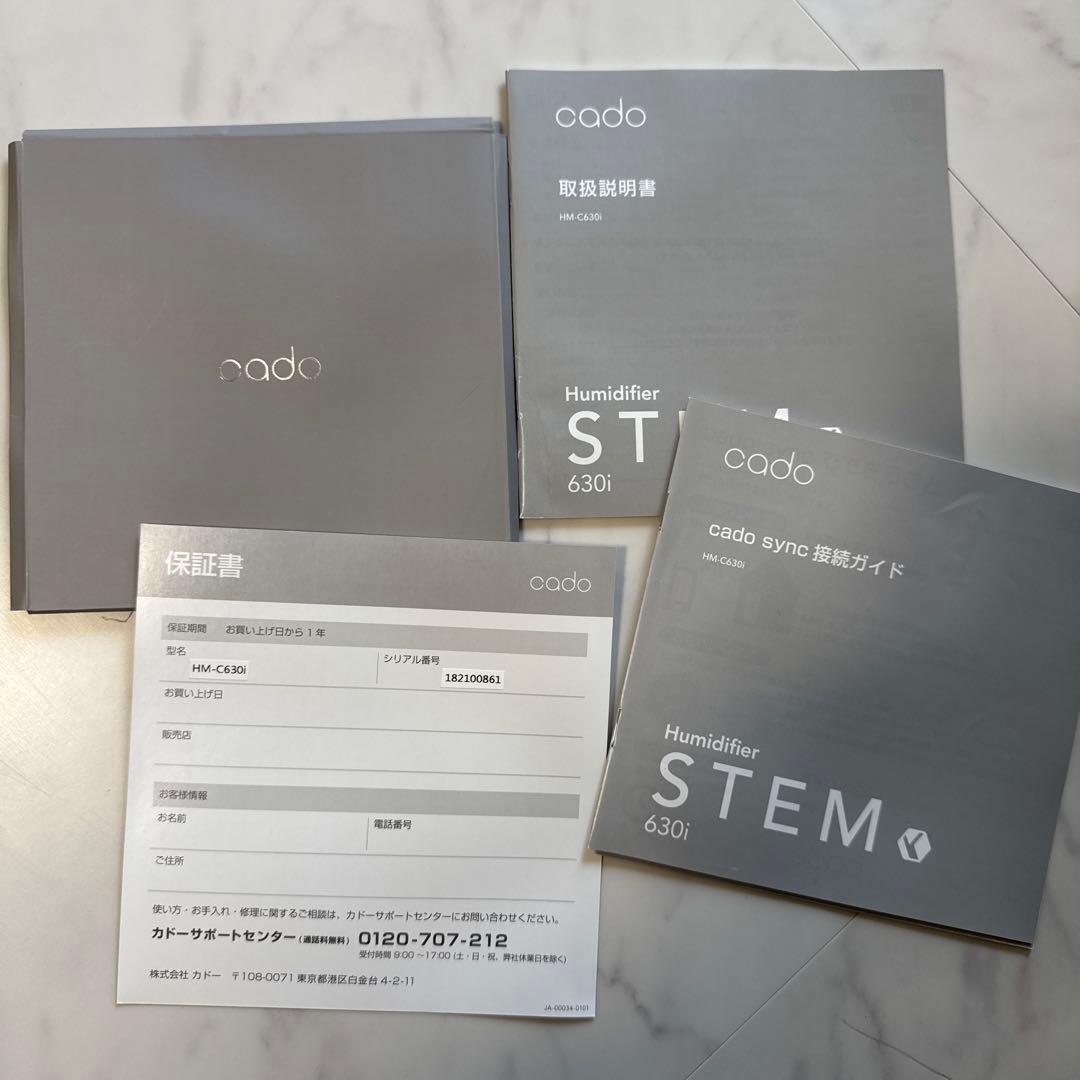 cado
cado
取扱説明書
HM-C630i
Humidifier
ST
630i
cado
cado sync 接続ガイド
HM-C630i
Humidifier
STEM
630i
保証書
cado
保証期間 お買い上げ日から 1 年
型名
HM-C630i
シリアル番号
182100861
お買い上げ日
販売店
お客様情報
お名前
電話番号
ご住所
使い方・お手入れ・修理に関するご相談は、カドーサポートセンターにお問い合わせください。
カドーサポートセンター (通話料無料) 0120-707-212
受付時間 9:00 ～17:00 (土・日・祝、弊社休業日を除く)
株式会社 カドー 〒108-0071 東京都港区白金台 4-2-11
JA-00034-0101